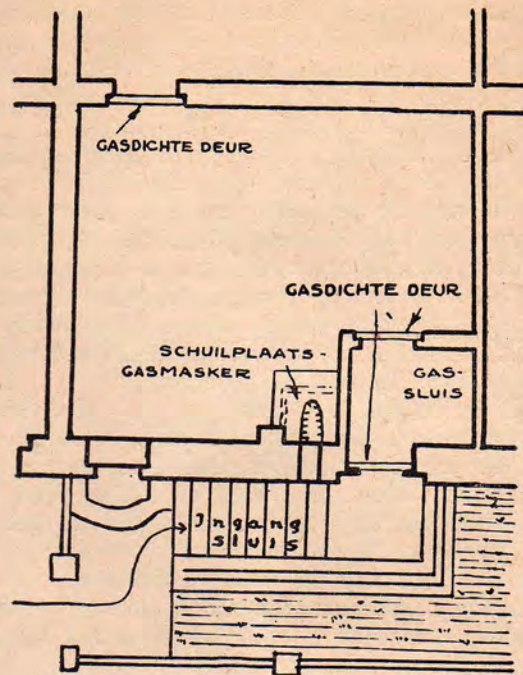 GASDICHTE DEUR
GASDICHTE DEUR
SCHUILPLAATS-
GASMASKER
GAS-
SLUIS
Ingang
sluis